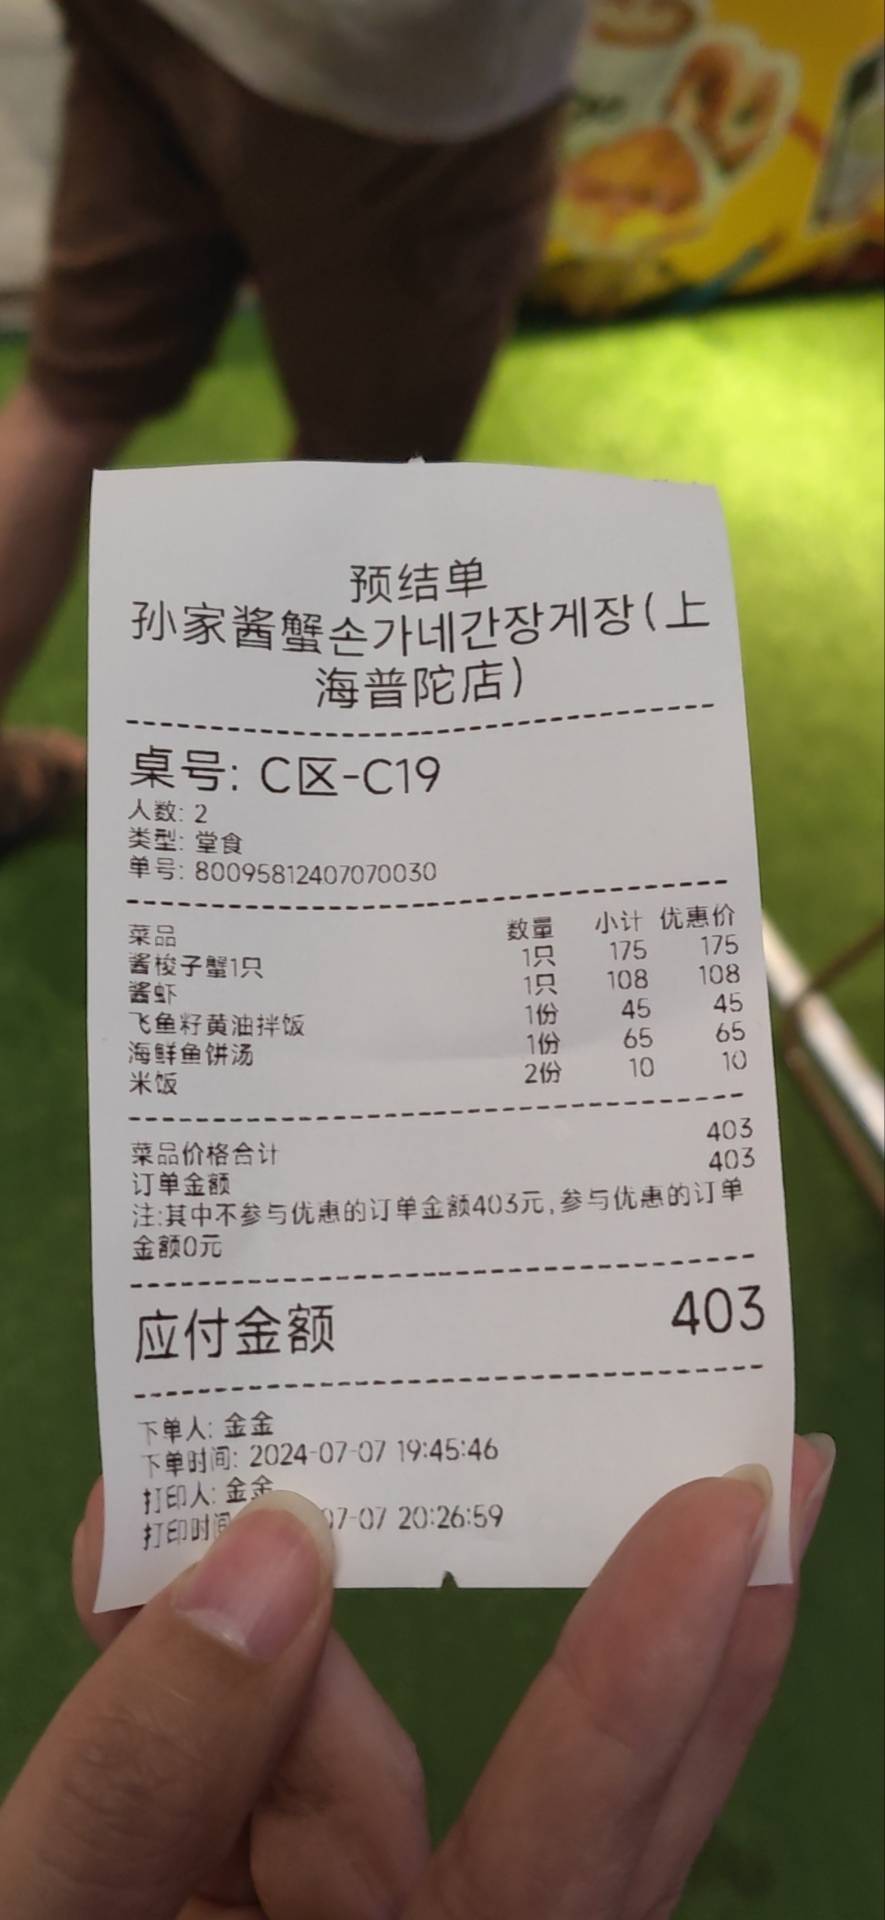 预结单
孙家酱蟹손가네간장게장(上
海普陀店)
桌号: C区-C19
人数: 2
类型: 堂食
单号: 80095812407070030
菜品 数量 小计 优惠价
酱梭子蟹1只 1只 175 175
酱虾 1只 108 108
飞鱼籽黄油拌饭 1份 45 45
海鲜鱼饼汤 1份 65 65
米饭 2份 10 10
菜品价格合计 403
订单金额 403
注:其中不参与优惠的订单金额403元,参与优惠的订单
金额0元
应付金额 403
下单人: 金金
下单时间: 2024-07-07 19:45:46
打印人: 金金
打印时间 07-07 20:26:59